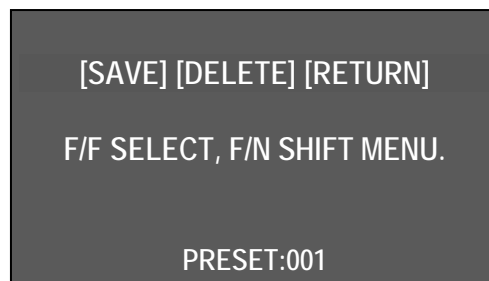 [SAVE] [DELETE] [RETURN]
F/F SELECT, F/N SHIFT MENU.
PRESET:001